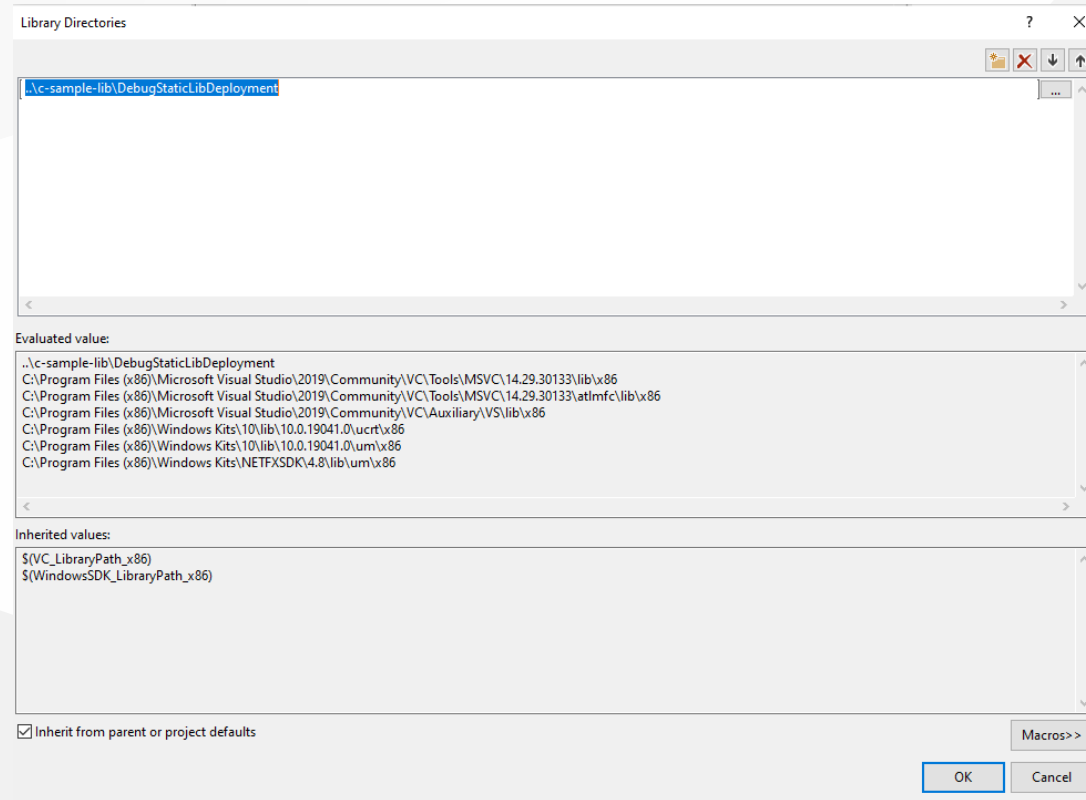 Library Directories
..\c-sample-lib\DebugStaticLibDeployment
...
Evaluated value:
..\c-sample-lib\DebugStaticLibDeployment
C:\Program Files (x86)\Microsoft Visual Studio\2019\Community\VC\Tools\MSVC\14.29.30133\lib\x86
C:\Program Files (x86)\Microsoft Visual Studio\2019\Community\VC\Tools\MSVC\14.29.30133\atlmfc\lib\x86
C:\Program Files (x86)\Microsoft Visual Studio\2019\Community\VC\Auxiliary\VS\lib\x86
C:\Program Files (x86)\Windows Kits\10\lib\10.0.19041.0\ucrt\x86
C:\Program Files (x86)\Windows Kits\10\lib\10.0.19041.0\um\x86
C:\Program Files (x86)\Windows Kits\NETFXSDK\4.8\lib\um\x86
Inherited values:
$(VC_LibraryPath_x86)
$(WindowsSDK_LibraryPath_x86)
Inherit from parent or project defaults
Macros>>
OK Cancel